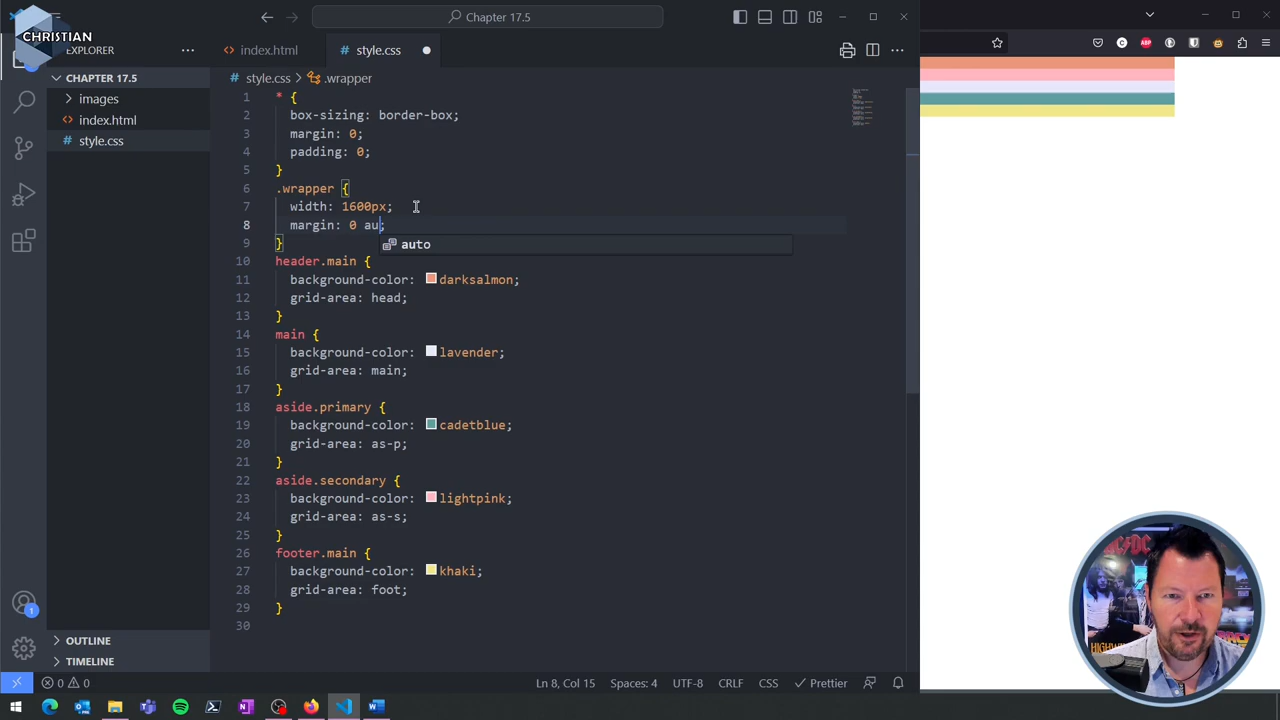 CHRISTIAN
Chapter 17.5
EXPLORER
index.html
style.css
CHAPTER 17.5
style.css > .wrapper
images
index.html
style.css
1 * {
2 box-sizing: border-box;
3 margin: 0;
4 padding: 0;
5 }
6 .wrapper {
7 width: 1600px;
8 margin: 0 au;
auto
9 }
10 header.main {
11 background-color: darksalmon;
12 grid-area: head;
13 }
14 main {
15 background-color: lavender;
16 grid-area: main;
17 }
18 aside.primary {
19 background-color: cadetblue;
20 grid-area: as-p;
21 }
22 aside.secondary {
23 background-color: lightpink;
24 grid-area: as-s;
25 }
26 footer.main {
27 background-color: khaki;
28 grid-area: foot;
29 }
30
OUTLINE
TIMELINE
1
0 0
Ln 8, Col 15
Spaces: 4
UTF-8
CRLF
CSS
Prettier
AC/DC